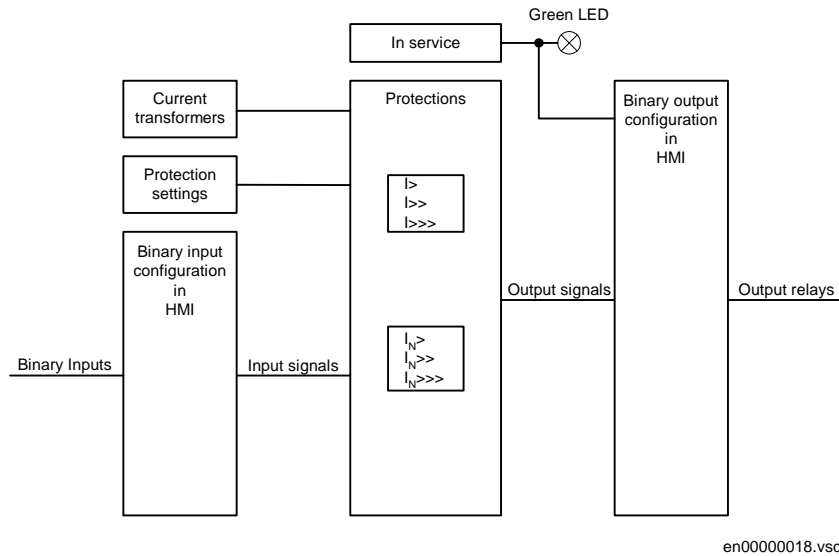 Green LED
In service
Current
transformers
Protections
Binary output
configuration
in
HMI
Protection
settings
I>
I>>
I>>>
Binary input
configuration
in
HMI
Output signals
Output relays
IN>
IN>>
IN>>>
Binary Inputs
Input signals
en00000018.vsd